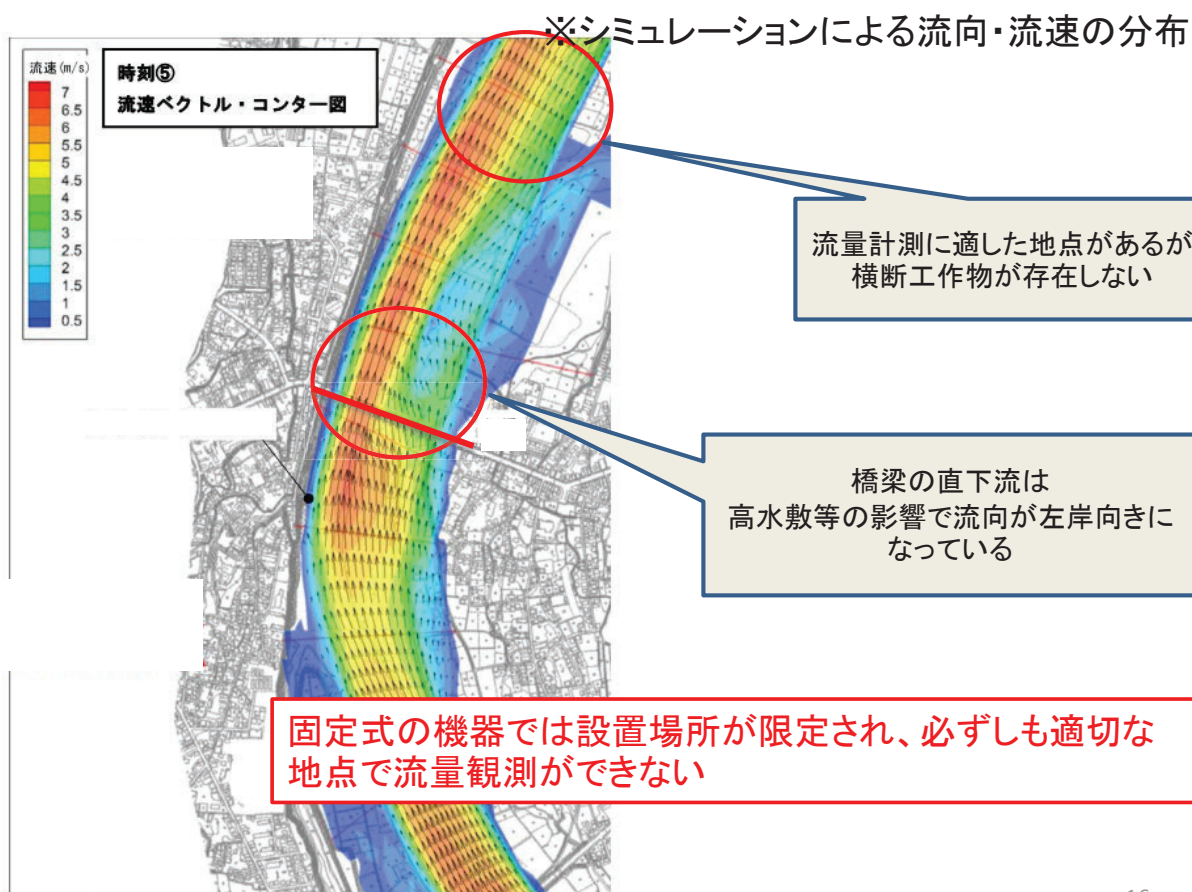 ※シミュレーションによる流向・流速の分布
流速(m/s)
7
6.5
6
5.5
5
4.5
4
3.5
3
2.5
2
1.5
1
0.5
時刻⑤
流速ベクトル・コンター図
流量計測に適した地点があるが
横断工作物が存在しない
橋梁の直下流は
高水敷等の影響で流向が左岸向きに
なっている
固定式の機器では設置場所が限定され、必ずしも適切な
地点で流量観測ができない